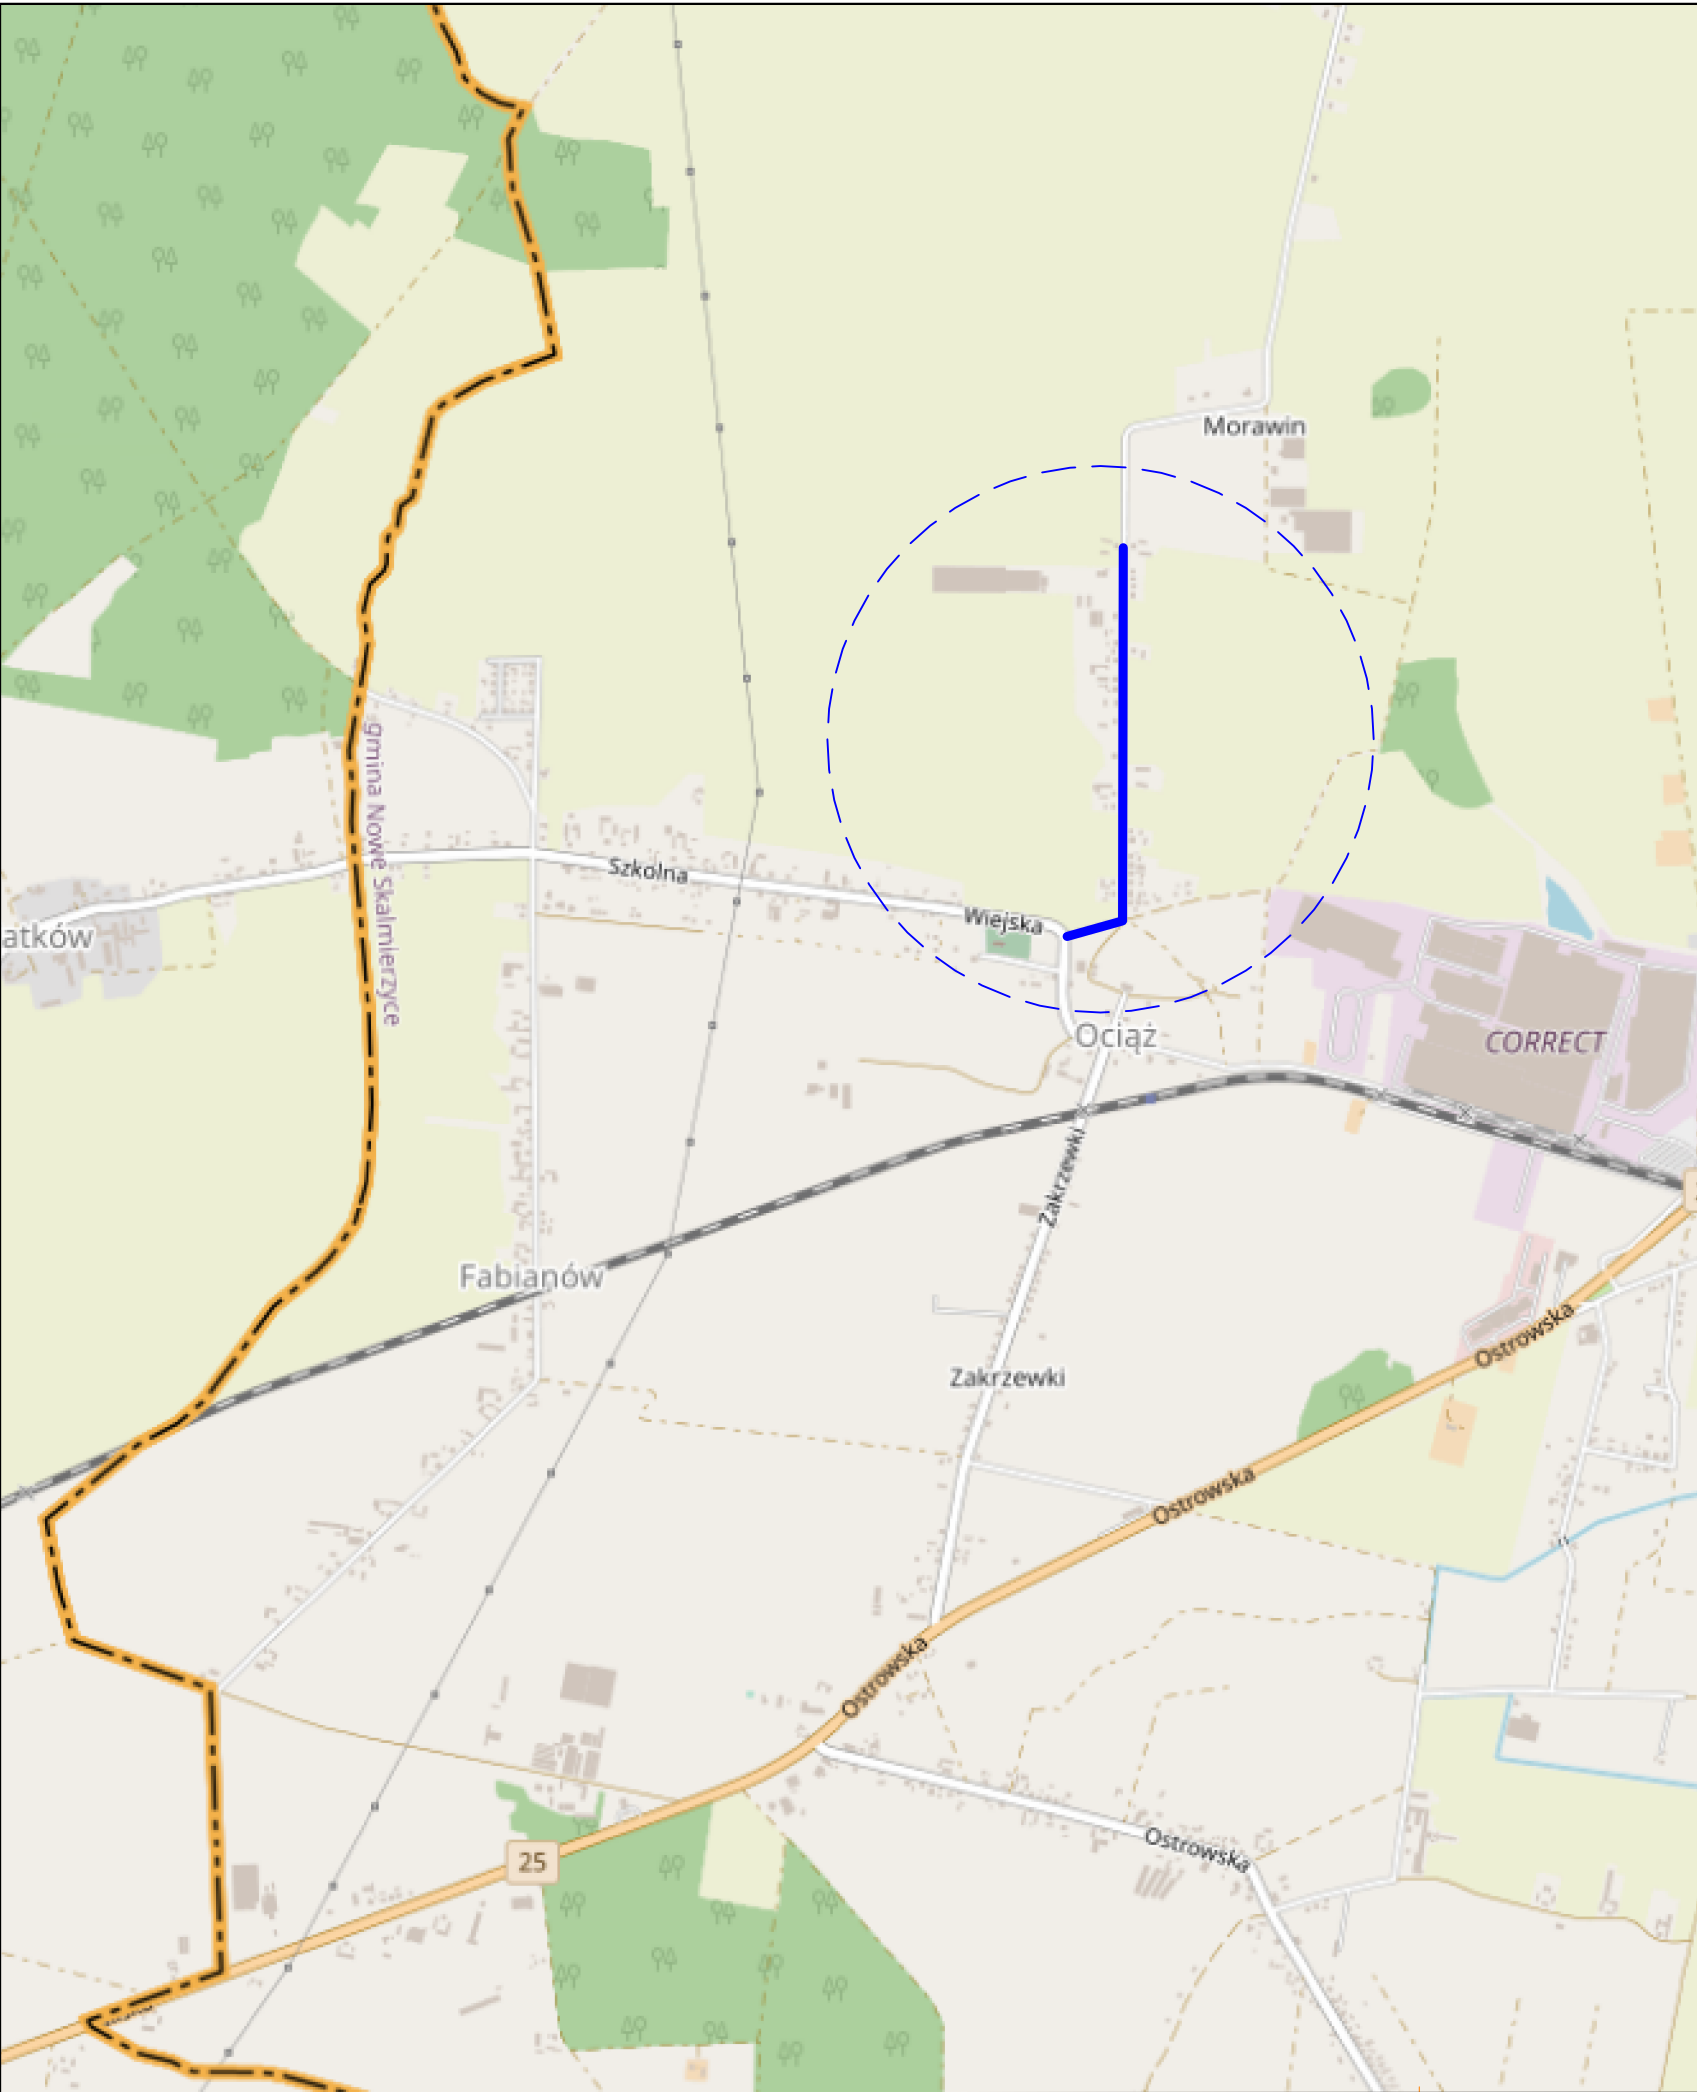 Morawin
gmina Nowe Skalmierzyce
Szkolna
Wiejska
atków
Ociąż
CORRECT
Zakrzewki
Fabianów
Ostrowska
Zakrzewki
Ostrowska
Ostrowska
Ostrowska
25